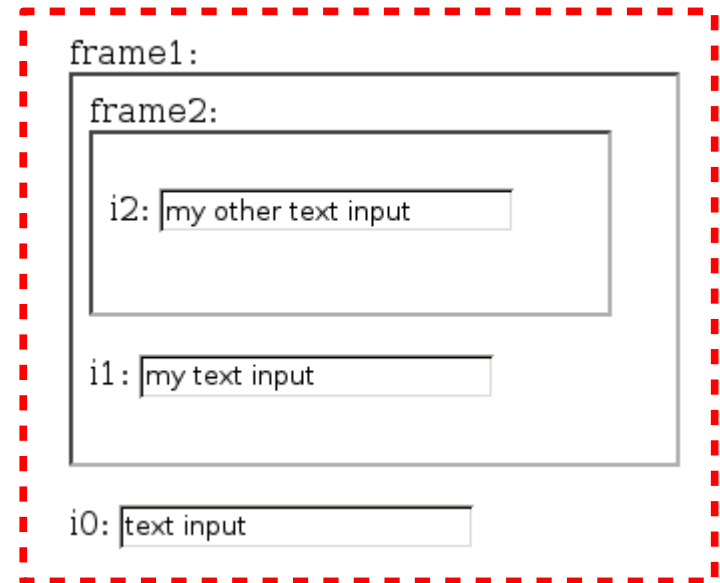 frame1:
frame2:
i2: my other text input
i1: my text input
i0: text input